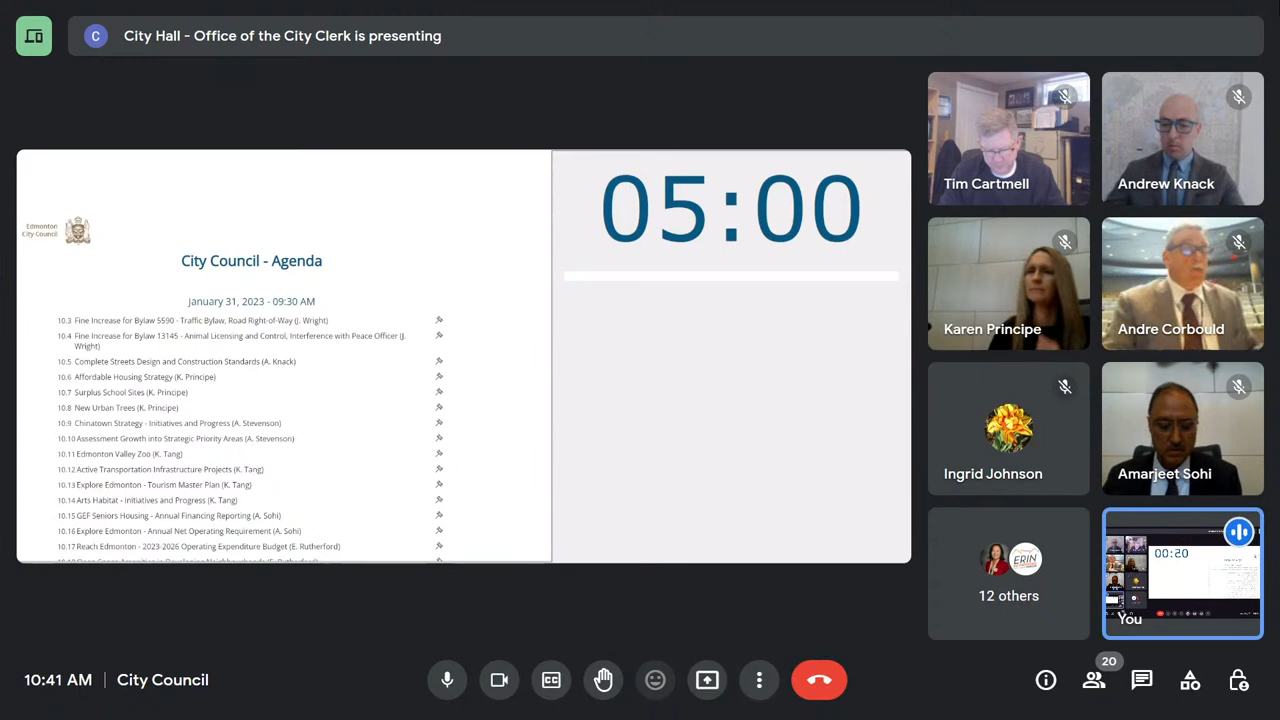 C City Hall - Office of the City Clerk is presenting
Edmonton
City Council
City Council - Agenda
January 31, 2023 - 09:30 AM
10.3 Fine Increase for Bylaw 5590 - Traffic Bylaw, Road Right-of-Way (J. Wright)
10.4 Fine Increase for Bylaw 13145 - Animal Licensing and Control, Interference with Peace Officer (J.
Wright)
10.5 Complete Streets Design and Construction Standards (A. Knack)
10.6 Affordable Housing Strategy (K. Principe)
10.7 Surplus School Sites (K. Principe)
10.8 New Urban Trees (K. Principe)
10.9 Chinatown Strategy - Initiatives and Progress (A. Stevenson)
10.10 Assessment Growth into Strategic Priority Areas (A. Stevenson)
10.11 Edmonton Valley Zoo (K. Tang)
10.12 Active Transportation Infrastructure Projects (K. Tang)
10.13 Explore Edmonton - Tourism Master Plan (K. Tang)
10.14 Arts Habitat - Initiatives and Progress (K. Tang)
10.15 GEF Seniors Housing - Annual Financing Reporting (A. Sohi)
10.16 Explore Edmonton - Annual Net Operating Requirement (A. Sohi)
10.17 Reach Edmonton - 2023-2026 Operating Expenditure Budget (E. Rutherford)
05:00
Tim Cartmell
Andrew Knack
Karen Principe
Andre Corbould
Ingrid Johnson
Amarjeet Sohi
ERIN
12 others
00:50
You
10:41 AM | City Council
CC
20